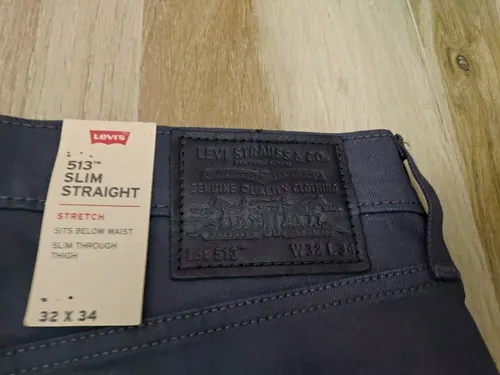 Levi's
513™
SLIM
STRAIGHT
STRETCH
SITS BELOW WAIST
SLIM THROUGH
THIGH
32 X 34
LEVI STRAUSS & CO.
GENUINE QUALITY CLOTHING
513™ W32 L34